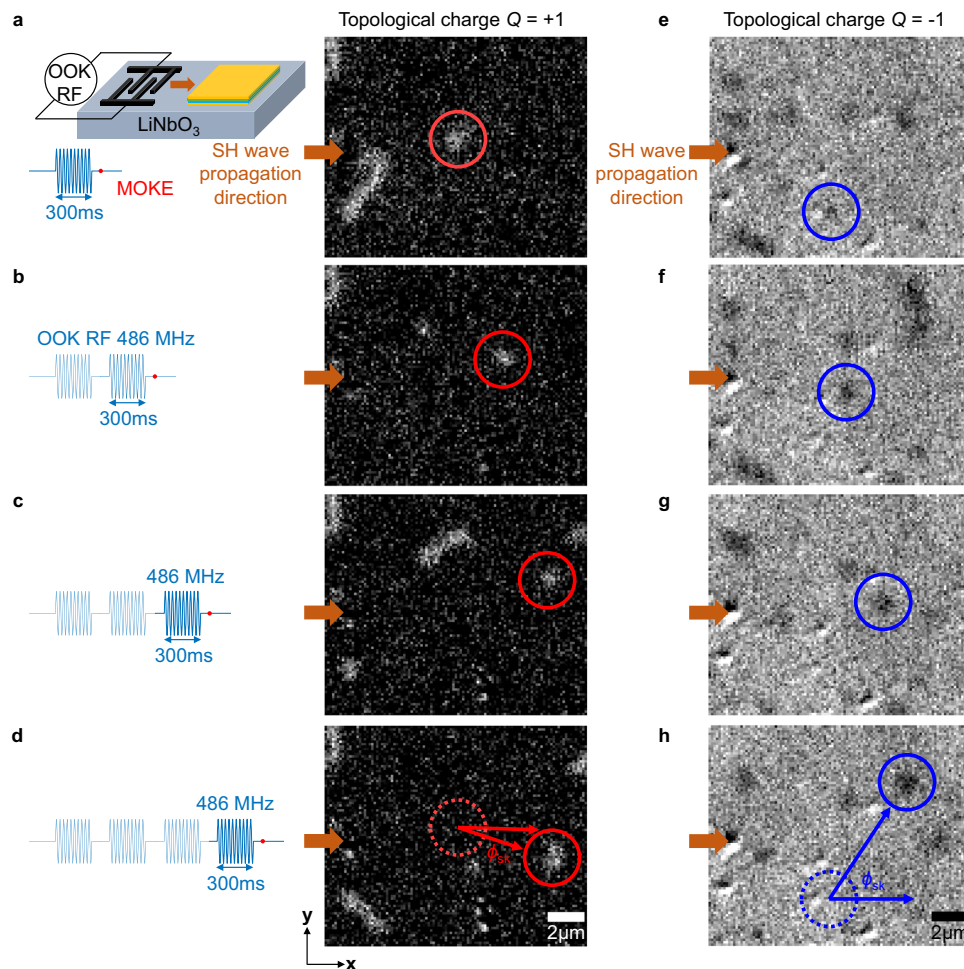 a
Topological charge Q = +1
e
Topological charge Q = -1
OOK
RF
LiNbO₃
MOKE
300ms
SH wave
propagation
direction
SH wave
propagation
direction
b
f
OOK RF 486 MHz
300ms
c
g
486 MHz
300ms
d
h
486 MHz
300ms
ϕsk
2μm
ϕsk
2μm
y
x